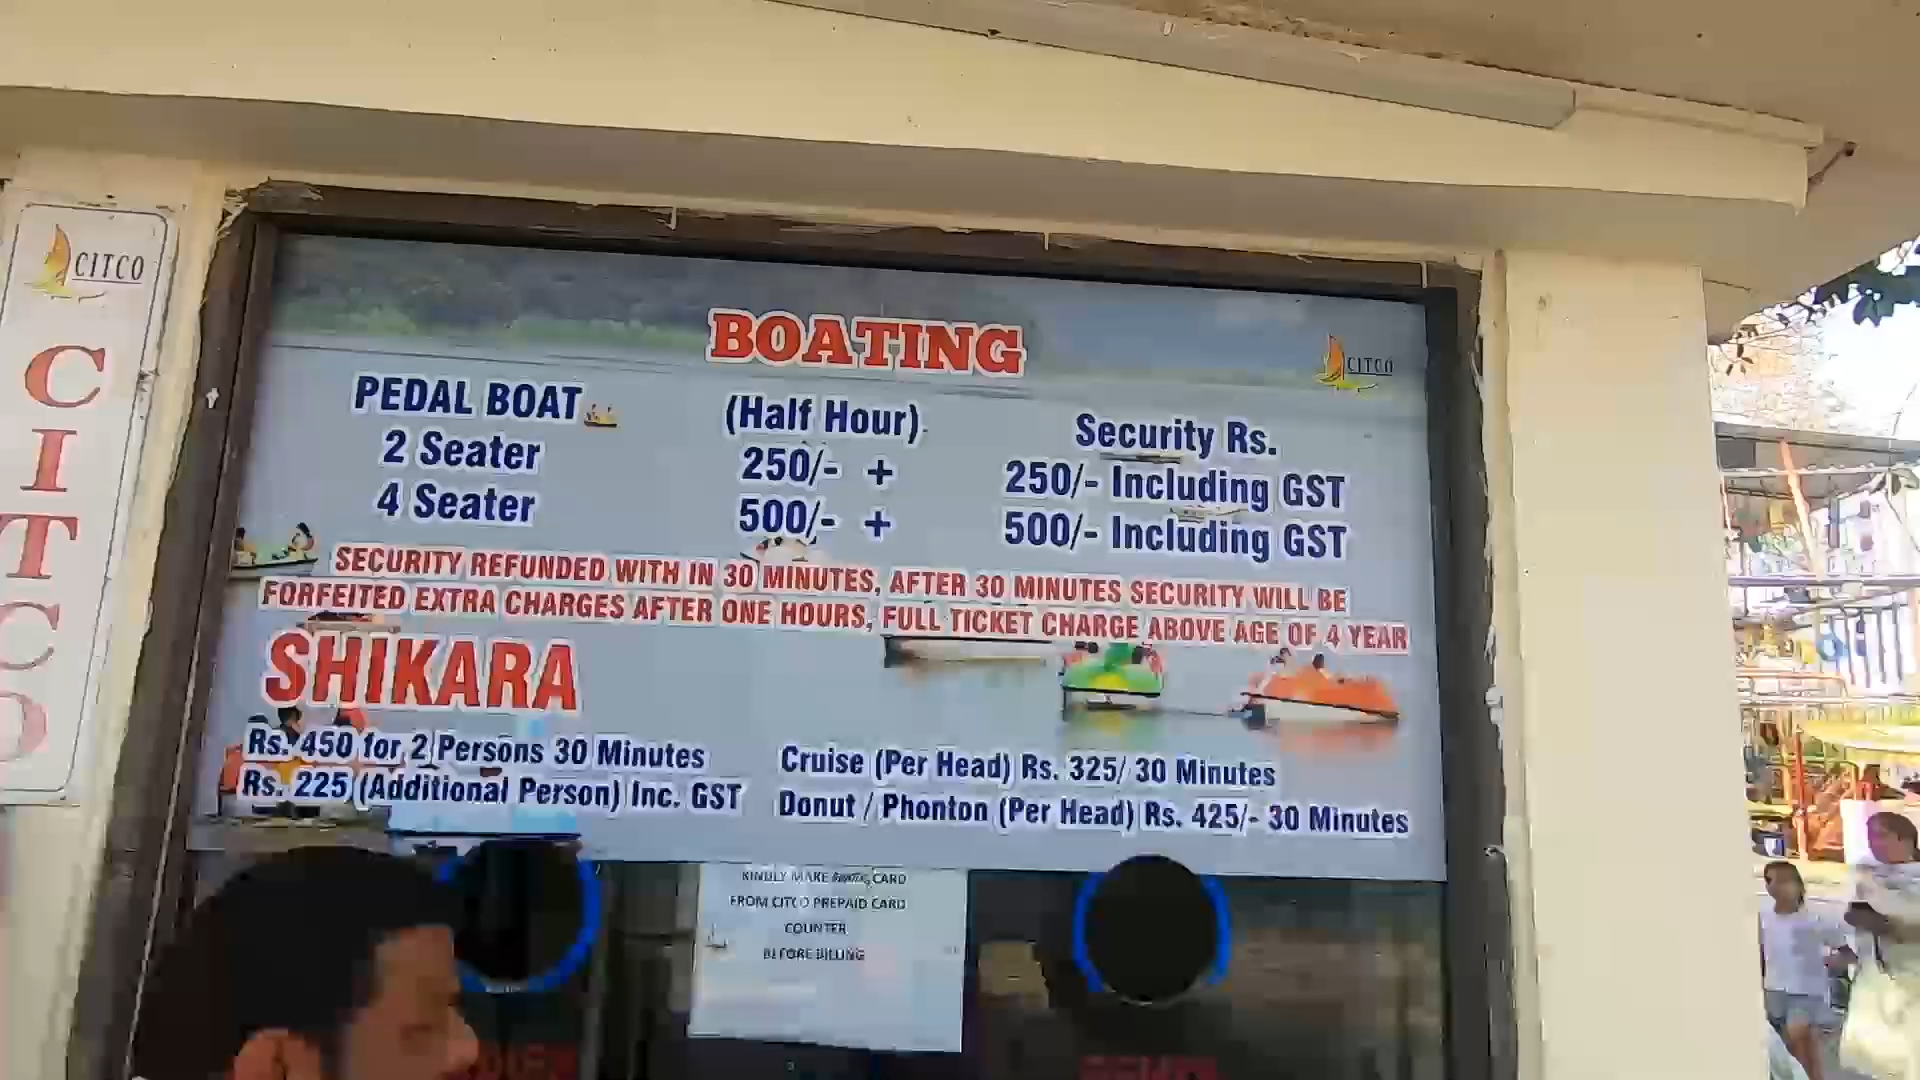 CITCO
CITCO
BOATING
CITCO
PEDAL BOAT (Half Hour) Security Rs.
2 Seater 250/- + 250/- Including GST
4 Seater 500/- + 500/- Including GST
SECURITY REFUNDED WITH IN 30 MINUTES, AFTER 30 MINUTES SECURITY WILL BE
FORFEITED EXTRA CHARGES AFTER ONE HOURS, FULL TICKET CHARGE ABOVE AGE OF 4 YEAR
SHIKARA
Rs. 450 for 2 Persons 30 Minutes
Rs. 225 (Additional Person) Inc. GST
Cruise (Per Head) Rs. 325/ 30 Minutes
Donut / Phonton (Per Head) Rs. 425/- 30 Minutes
KINDLY MAKE BOATING CARD
FROM CITCO PREPAID CARD
COUNTER
BEFORE BILLING